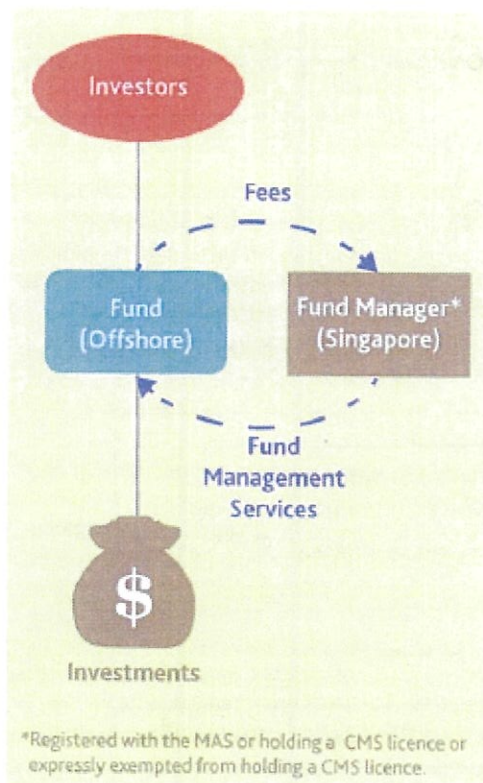 Investors
Fees
Fund
(Offshore)
Fund Manager*
(Singapore)
Fund
Management
Services
$
Investments
*Registered with the MAS or holding a CMS licence or
expressly exempted from holding a CMS licence.